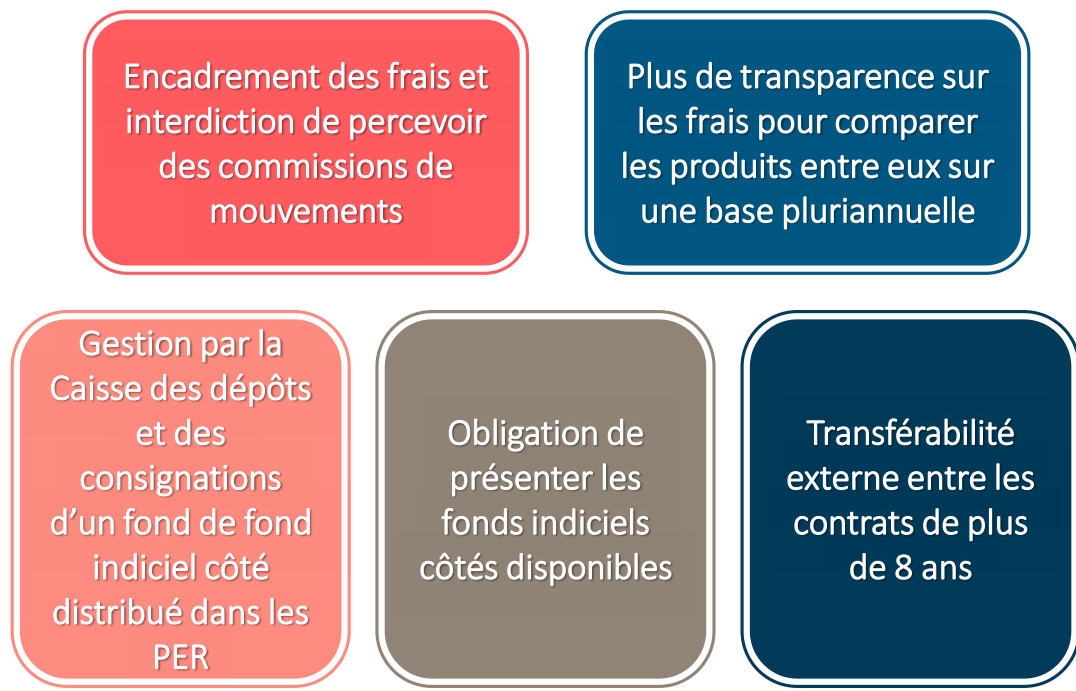 Encadrement des frais et
interdiction de percevoir
des commissions de
mouvements
Plus de transparence sur
les frais pour comparer
les produits entre eux sur
une base pluriannuelle
Gestion par la
Caisse des dépôts
et des
consignations
d’un fond de fond
indiciel côté
distribué dans les
PER
Obligation de
présenter les
fonds indiciels
côtés disponibles
Transférabilité
externe entre les
contrats de plus
de 8 ans